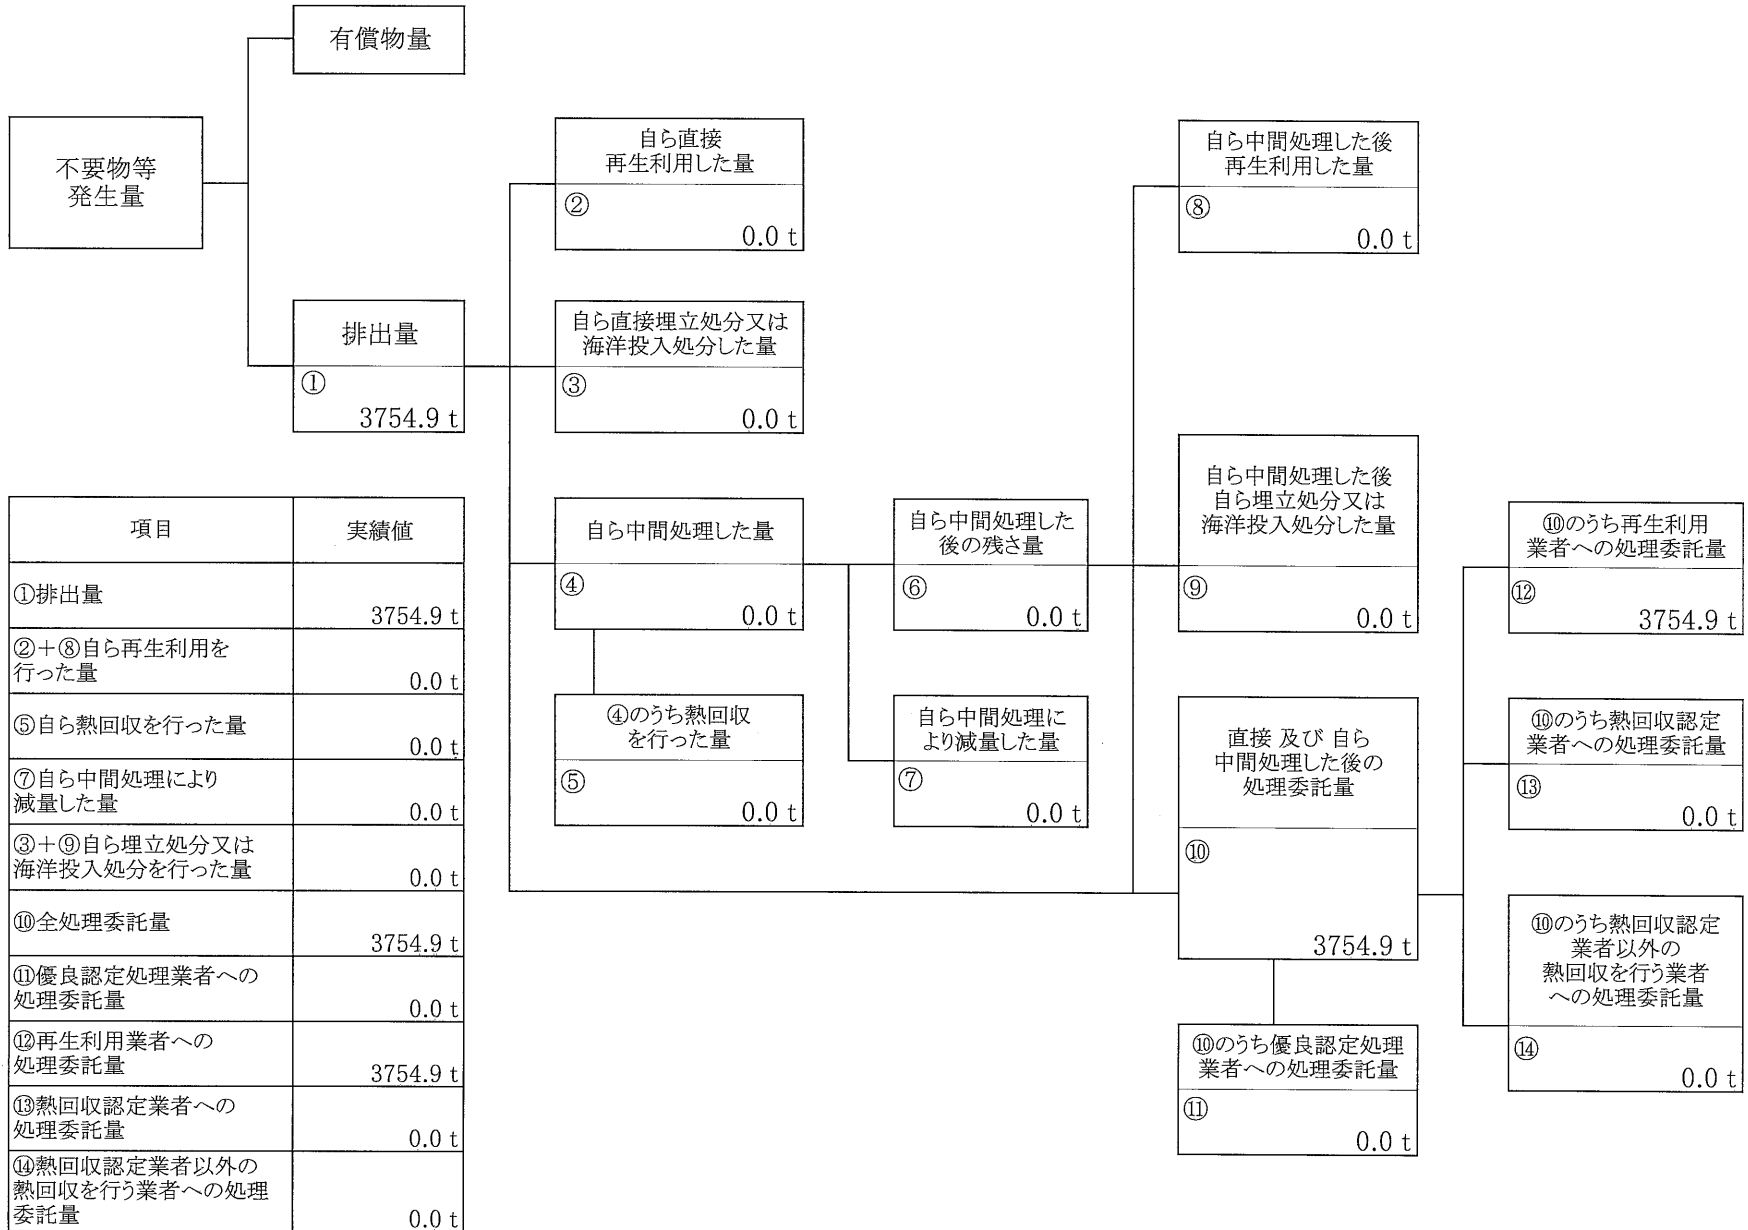 有償物量
不要物等
発生量
自ら直接
再生利用した量
②
0.0 t
自ら中間処理した後
再生利用した量
⑧
0.0 t
排出量
①
3754.9 t
自ら直接埋立処分又は
海洋投入処分した量
③
0.0 t
自ら中間処理した量
④
0.0 t
自ら中間処理した
後の残さ量
⑥
0.0 t
自ら中間処理した後
自ら埋立処分又は
海洋投入処分した量
⑨
0.0 t
⑩のうち再生利用
業者への処理委託量
⑫
3754.9 t
④のうち熱回収
を行った量
⑤
0.0 t
自ら中間処理に
より減量した量
⑦
0.0 t
直接 及び 自ら
中間処理した後の
処理委託量
⑩
3754.9 t
⑩のうち熱回収認定
業者への処理委託量
⑬
0.0 t
⑩のうち熱回収認定
業者以外の
熱回収を行う業者
への処理委託量
⑭
0.0 t
⑩のうち優良認定処理
業者への処理委託量
⑪
0.0 t
項目 実績値
①排出量
3754.9 t
②＋⑧自ら再生利用を
行った量
0.0 t
⑤自ら熱回収を行った量
0.0 t
⑦自ら中間処理により
減量した量
0.0 t
③＋⑨自ら埋立処分又は
海洋投入処分を行った量
0.0 t
⑩全処理委託量
3754.9 t
⑪優良認定処理業者への
処理委託量
0.0 t
⑫再生利用業者への
処理委託量
3754.9 t
⑬熱回収認定業者への
処理委託量
0.0 t
⑭熱回収認定業者以外の
熱回収を行う業者への処理
委託量
0.0 t